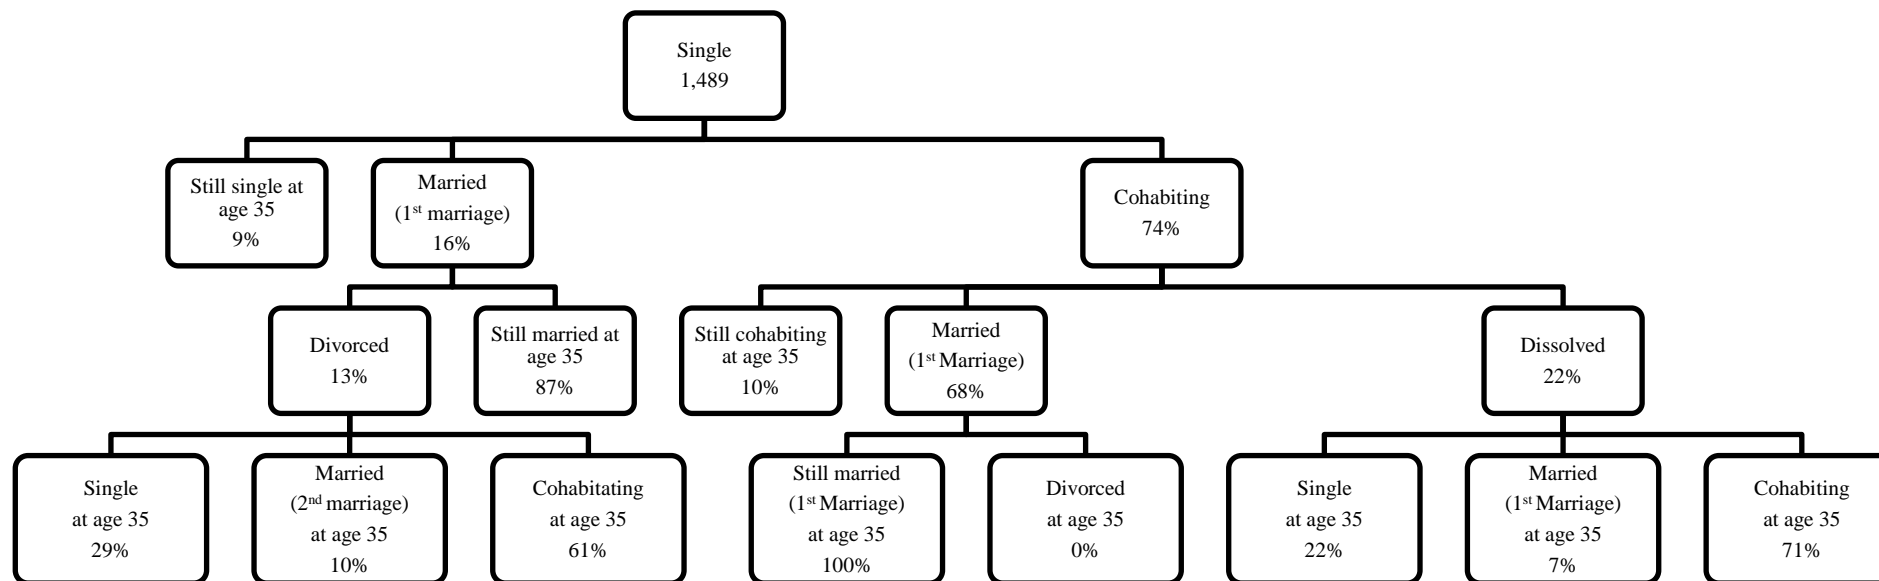 Single
1,489
Still single at
age 35
9%
Married
(1st marriage)
16%
Cohabiting
74%
Divorced
13%
Still married at
age 35
87%
Still cohabiting
at age 35
10%
Married
(1st Marriage)
68%
Dissolved
22%
Single
at age 35
29%
Married
(2nd marriage)
at age 35
10%
Cohabitating
at age 35
61%
Still married
(1st Marriage)
at age 35
100%
Divorced
at age 35
0%
Single
at age 35
22%
Married
(1st Marriage)
at age 35
7%
Cohabiting
at age 35
71%